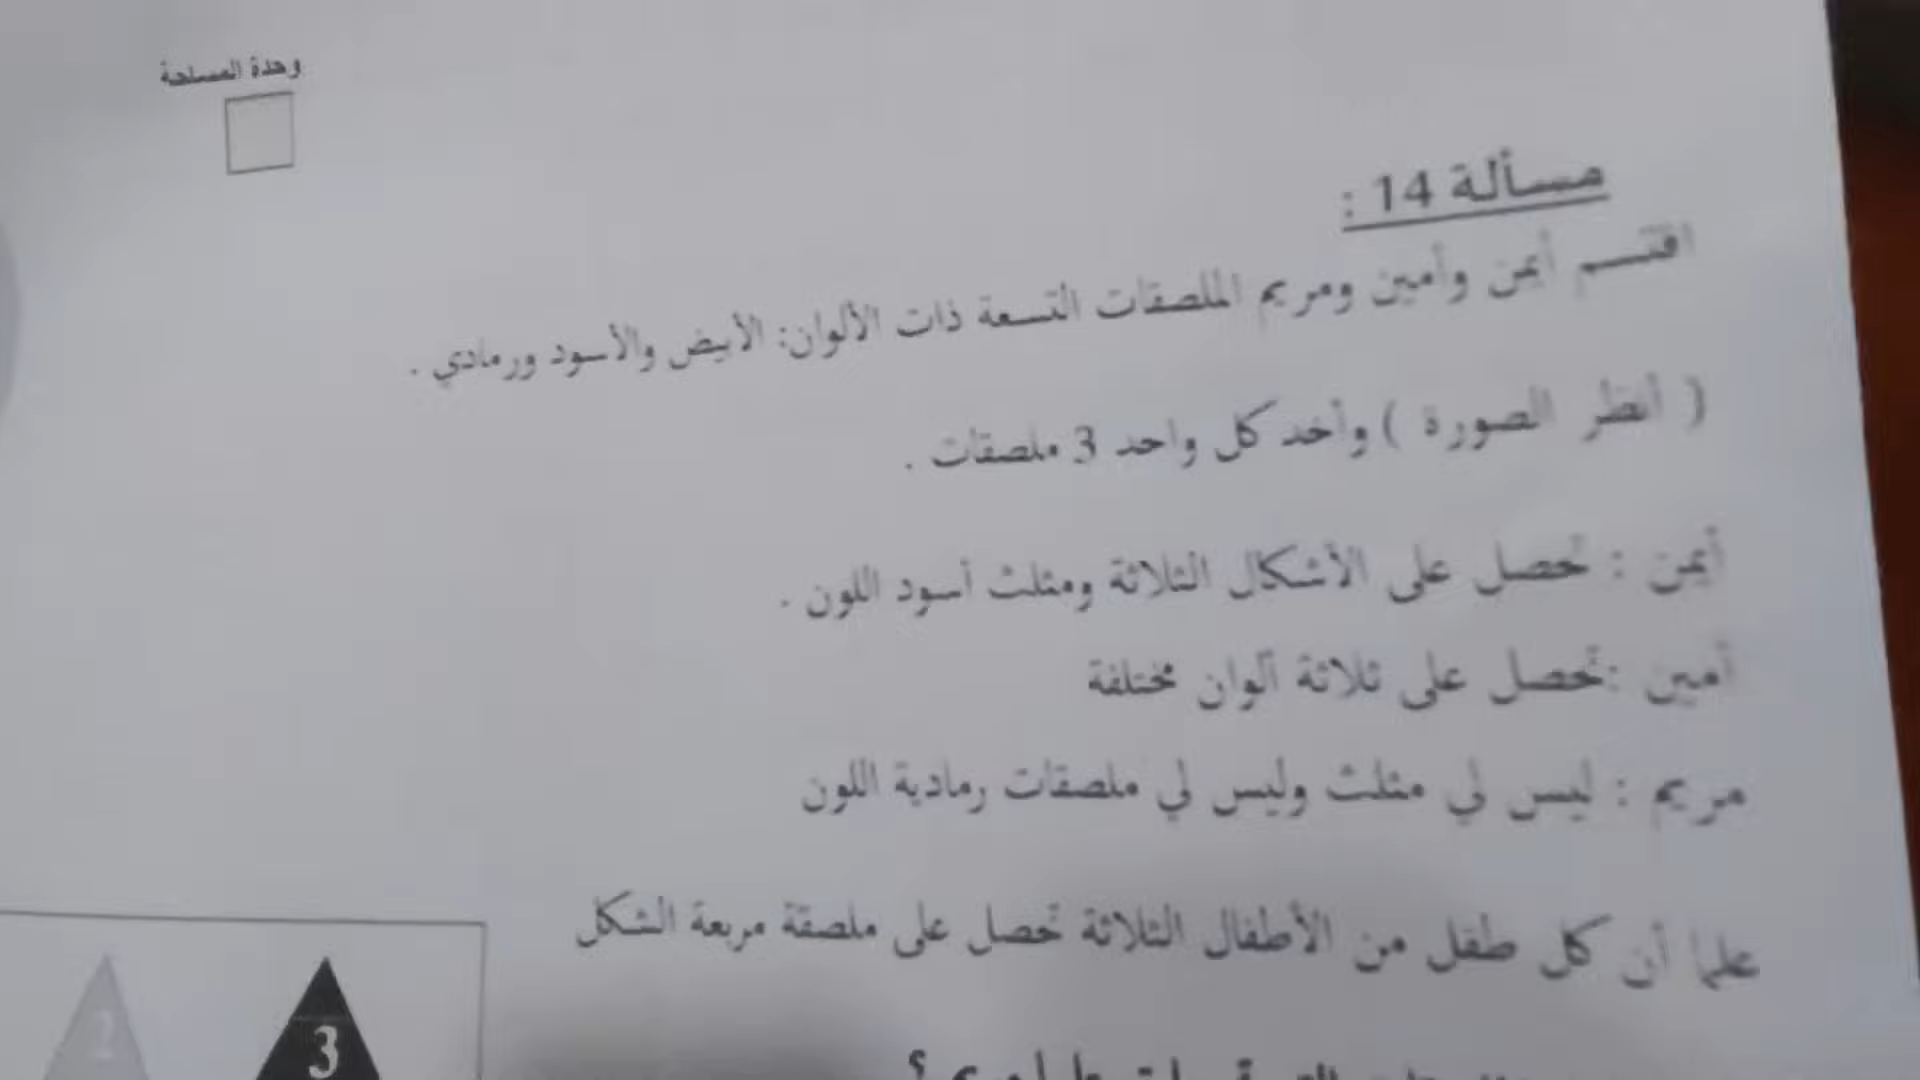 وحدة المساحة
مسألة 14 :
اقتسم أيمن وأمين ومريم الملصقات التسعة ذات الألوان: الأبيض والأسود ورمادي .
( أنظر الصورة ) وأخد كل واحد 3 ملصقات .
أيمن : تحصل على الأشكال الثلاثة ومثلث أسود اللون .
أمين :تحصل على ثلاثة ألوان مختلفة
مريم : ليس لي مثلث وليس لي ملصقات رمادية اللون
علما أن كل طفل من الأطفال الثلاثة تحصل على ملصقة مربعة الشكل
2
3
؟